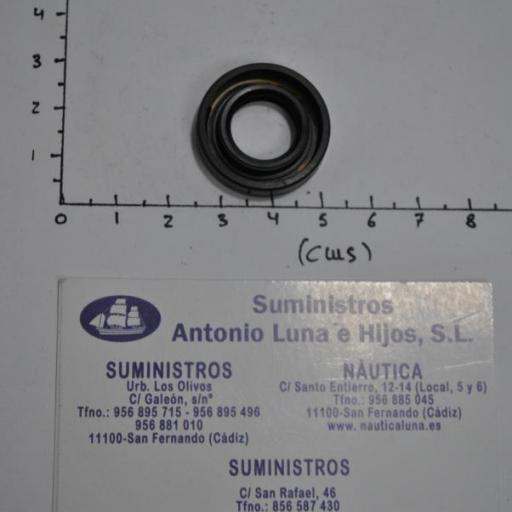 4
3
2
1
0 1 2 3 4 5 6 7 8
(cms)
Suministros
Antonio Luna e Hijos, S.L.
SUMINISTROS
Urb. Los Olivos
C/ Galeón, s/nº
Tfno.: 956 895 715 - 956 895 496
956 881 010
11100-San Fernando (Cádiz)
NÁUTICA
C/ Santo Entierro, 12-14 (Local, 5 y 6)
Tfno.: 956 885 045
11100-San Fernando (Cádiz)
www. nauticaluna.es
SUMINISTROS
C/ San Rafael, 46
Tfno.: 856 587 430